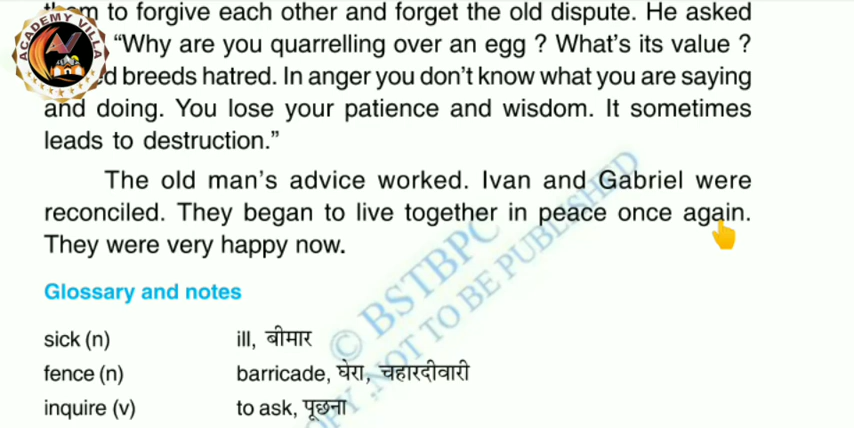 them to forgive each other and forget the old dispute. He asked
ACADEMY VILLA
AV
"Why are you quarrelling over an egg ? What's its value ?
breeds hatred. In anger you don't know what you are saying
and doing. You lose your patience and wisdom. It sometimes
leads to destruction."
The old man's advice worked. Ivan and Gabriel were
reconciled. They began to live together in peace once again.
They were very happy now.
Glossary and notes
sick (n) ill, बीमार
fence (n) barricade, घेरा, चहारदीवारी
inquire (v) to ask, पूछना
© BSTBPC
NOT TO BE PUBLISHED